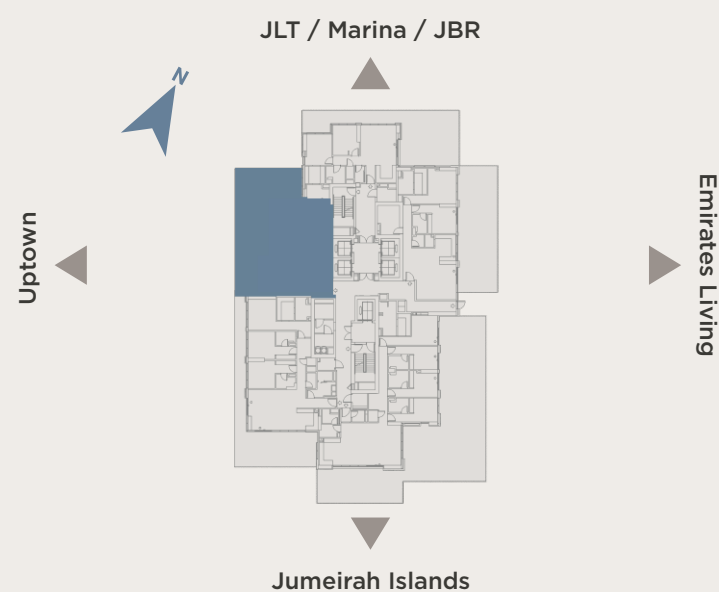 JLT / Marina / JBR
N
Uptown
Emirates Living
Jumeirah Islands